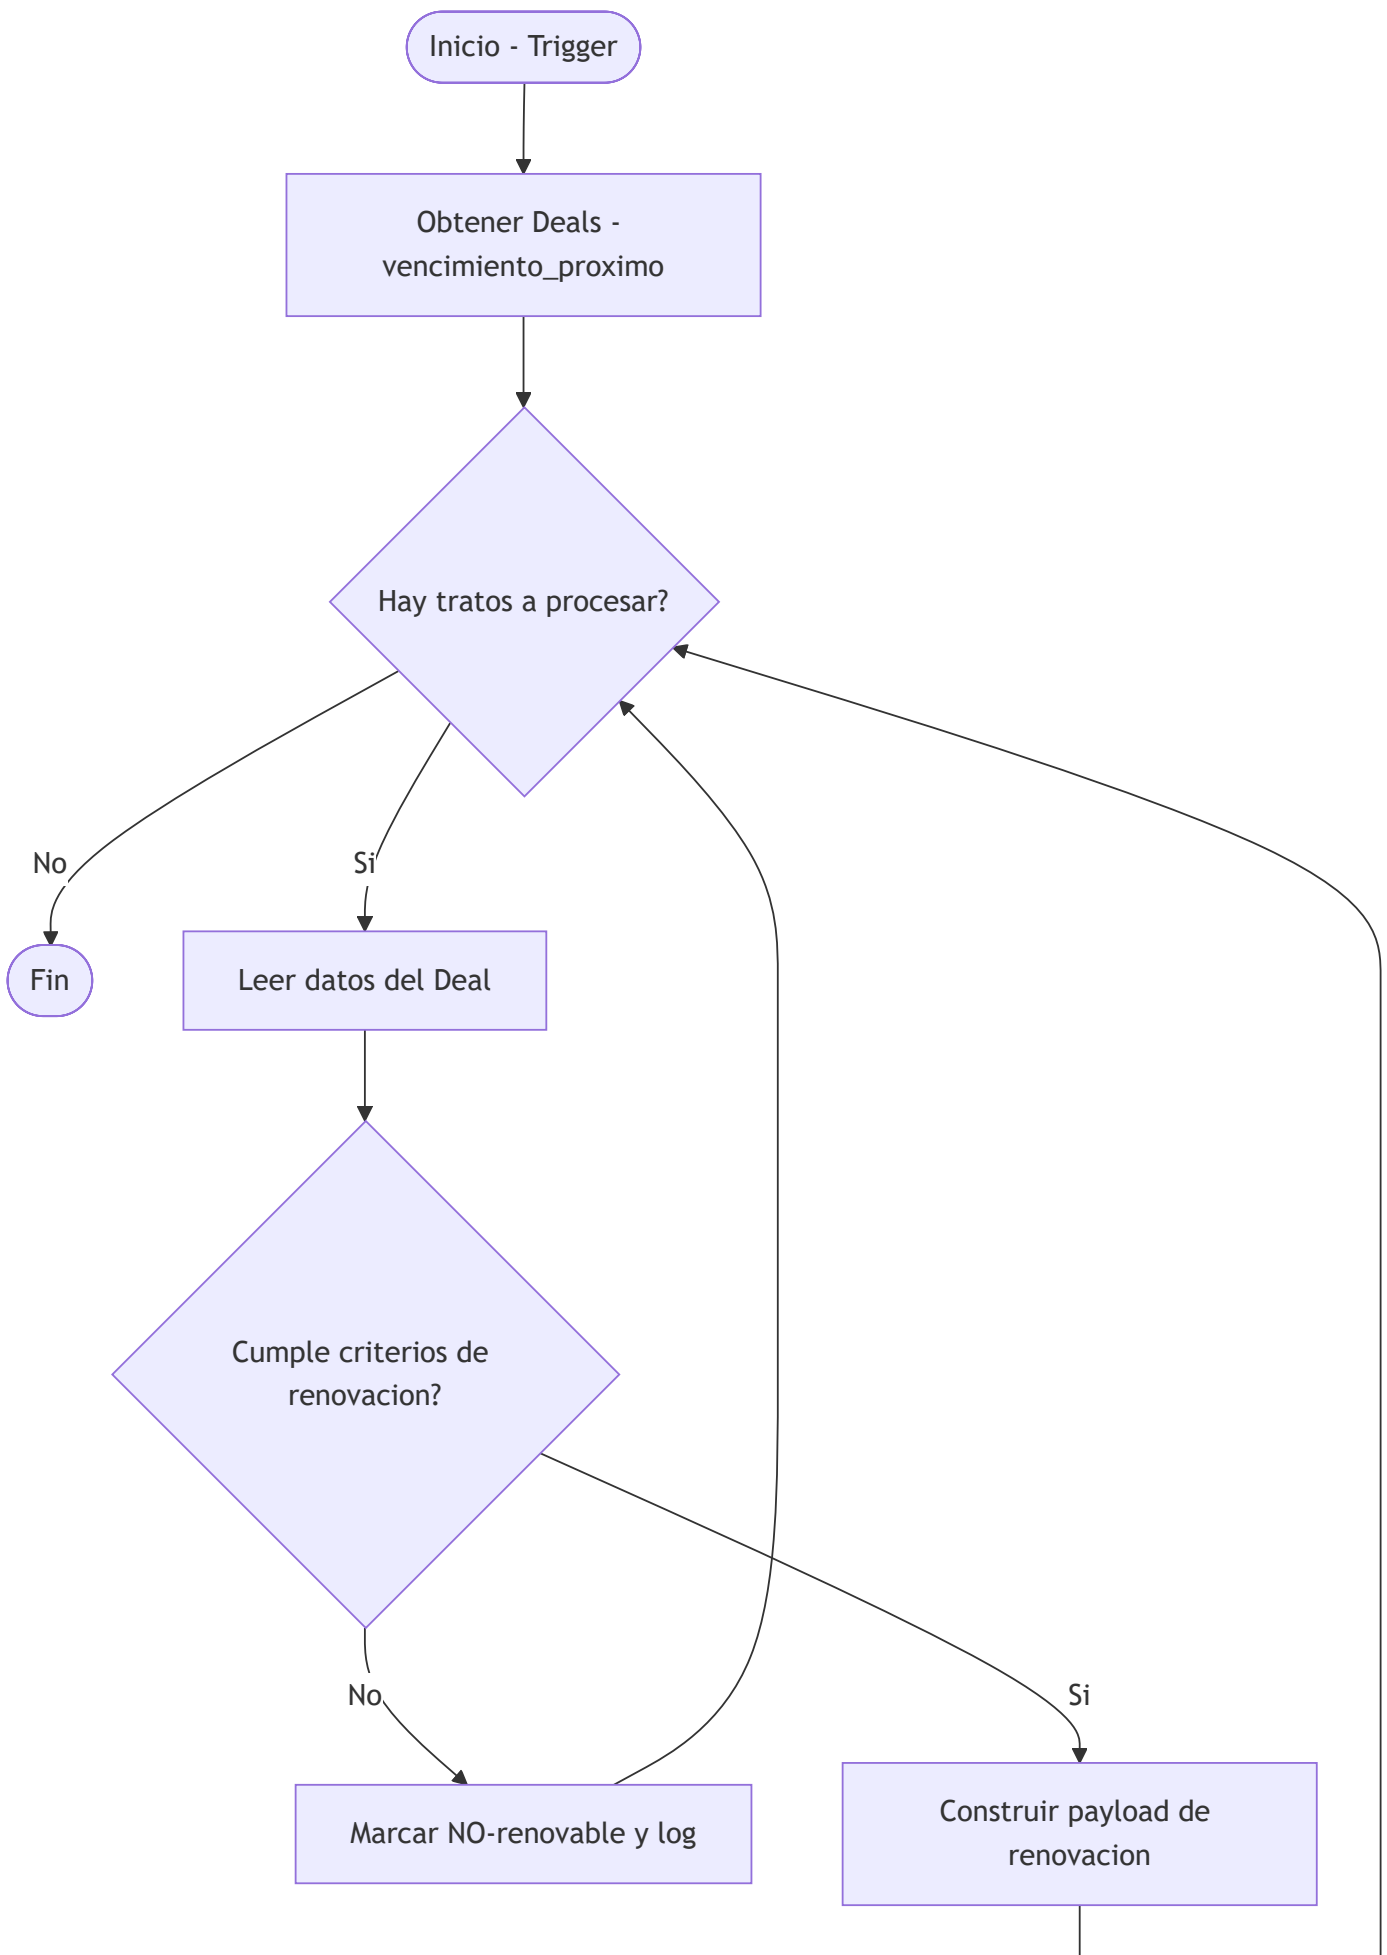 Inicio - Trigger
Obtener Deals -
vencimiento_proximo
Hay tratos a procesar?
No
Si
Fin
Leer datos del Deal
Cumple criterios de
renovacion?
No
Si
Marcar NO-renovable y log
Construir payload de
renovacion